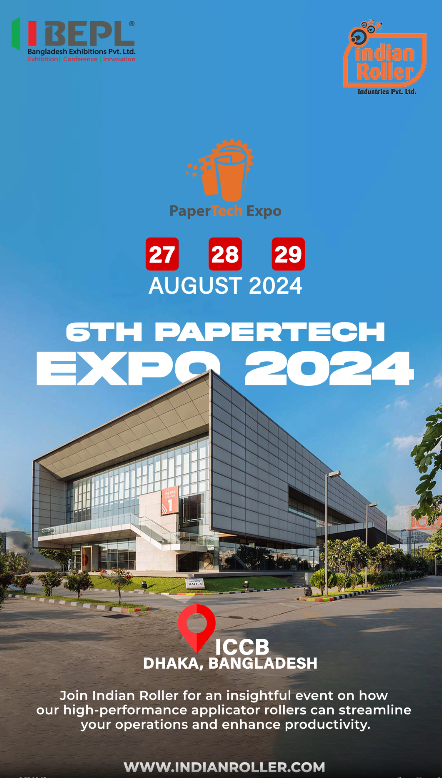 BEPL®
Bangladesh Exhibitions Pvt. Ltd.
Exhibition| Conference | Innovation
Indian
Roller
Industries Pvt. Ltd.
PaperTech Expo
27 28 29
AUGUST 2024
6TH PAPERTECH
EXPO 2024
1
ICCB
DHAKA, BANGLADESH
Join Indian Roller for an insightful event on how
our high-performance applicator rollers can streamline
your operations and enhance productivity.
WWW.INDIANROLLER.COM